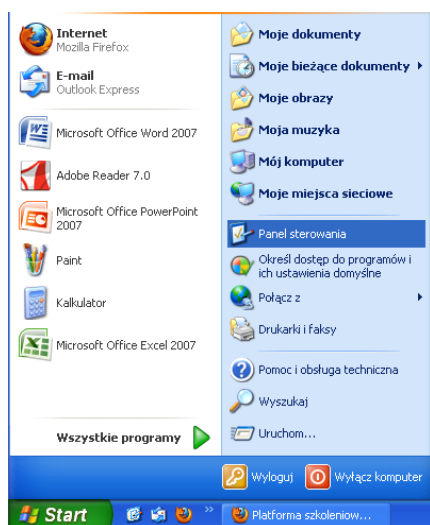 Internet
Mozilla Firefox
E-mail
Outlook Express
Microsoft Office Word 2007
Adobe Reader 7.0
Microsoft Office PowerPoint
2007
Paint
Kalkulator
Microsoft Office Excel 2007
Wszystkie programy
Moje dokumenty
Moje bieżące dokumenty
Moje obrazy
Moja muzyka
Mój komputer
Moje miejsca sieciowe
Panel sterowania
Określ dostęp do programów i
ich ustawienia domyślne
Połącz z
Drukarki i faksy
Pomoc i obsługa techniczna
Wyszukaj
Uruchom...
Wyloguj
Wyłącz komputer
Start
Platforma szkoleniow...